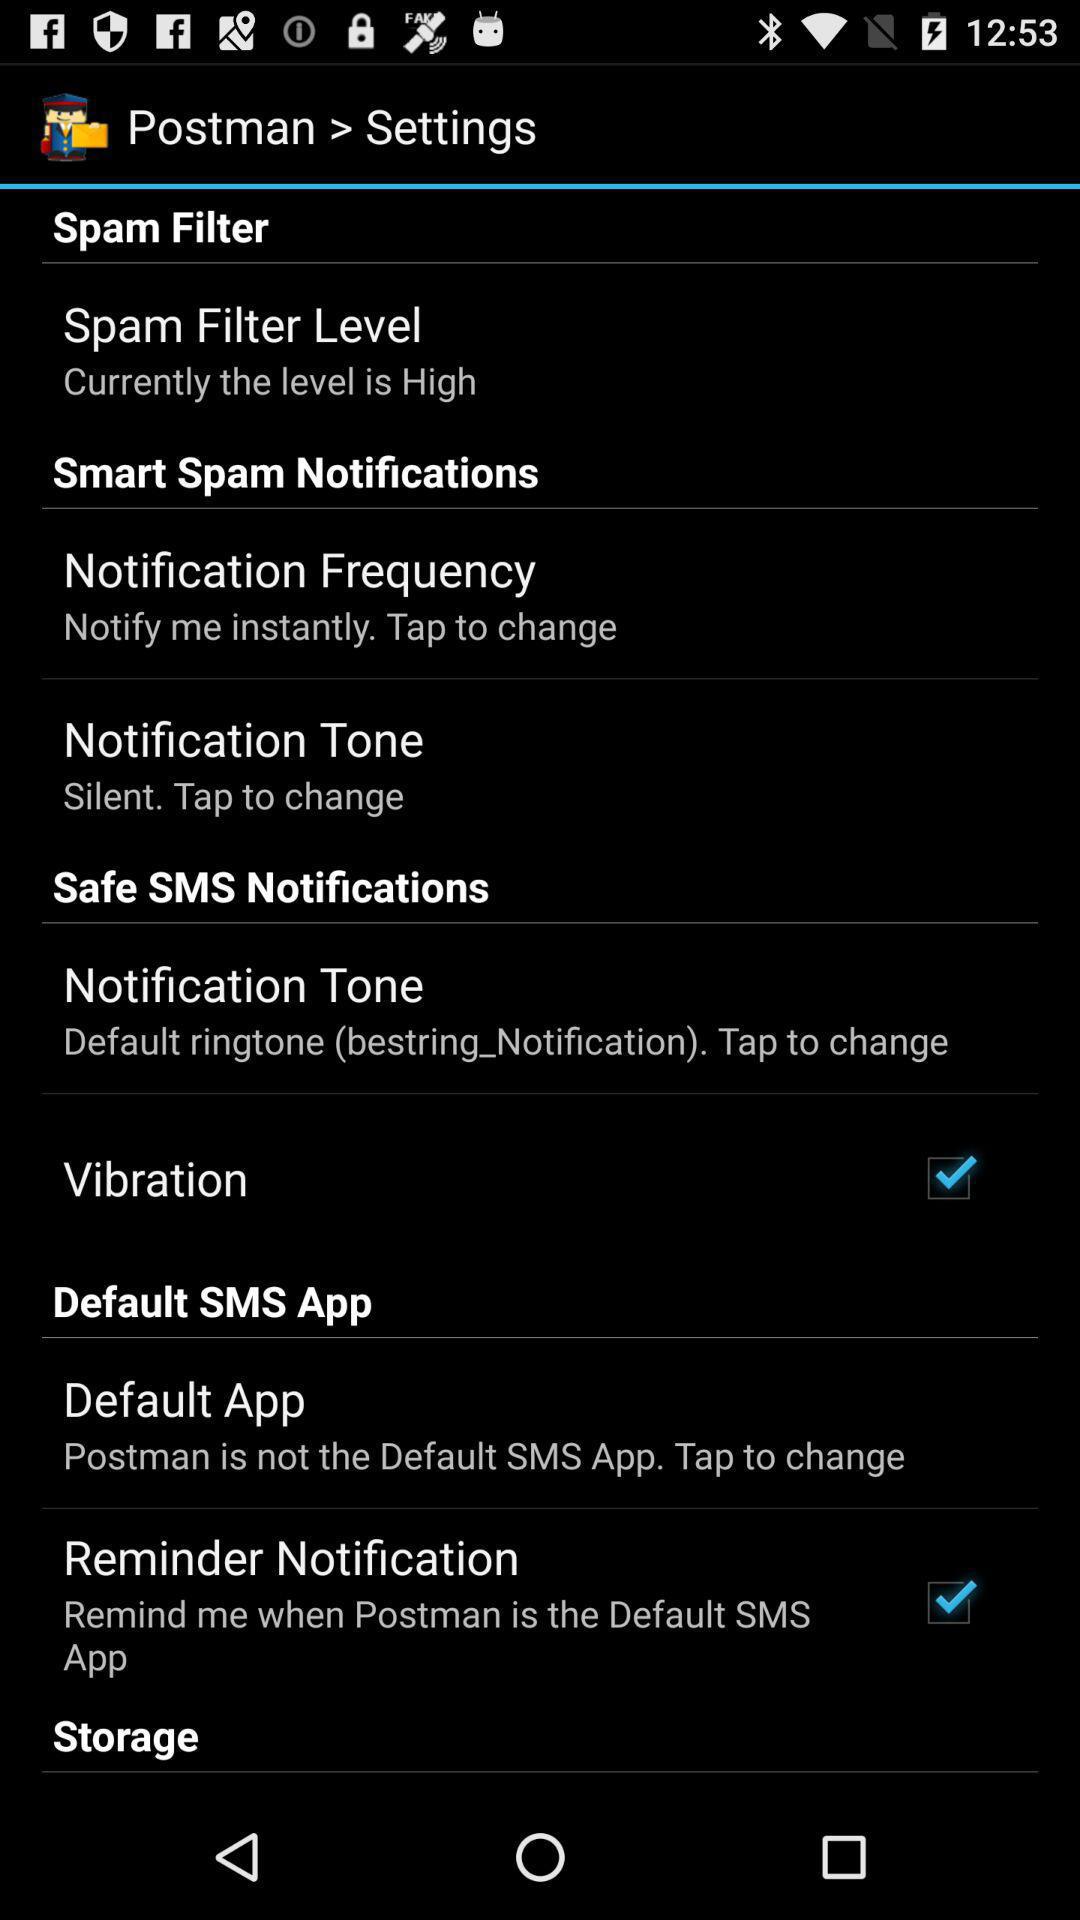 FAKE
12:53
Postman > Settings
Spam Filter
Spam Filter Level
Currently the level is High
Smart Spam Notifications
Notification Frequency
Notify me instantly. Tap to change
Notification Tone
Silent. Tap to change
Safe SMS Notifications
Notification Tone
Default ringtone (bestring_Notification). Tap to change
Vibration
Default SMS App
Default App
Postman is not the Default SMS App. Tap to change
Reminder Notification
Remind me when Postman is the Default SMS
App
Storage